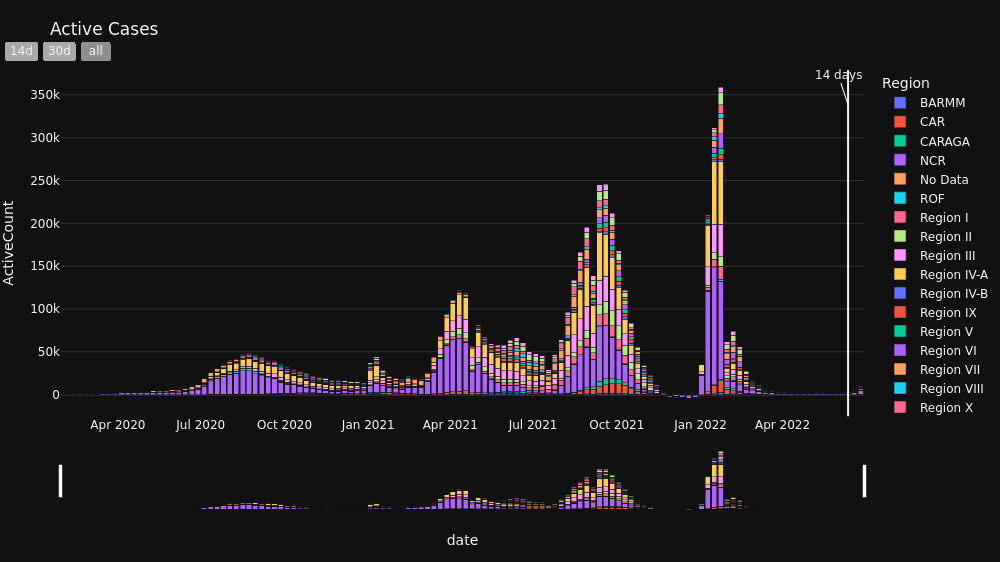 Active Cases
14d 30d all
14 days
Region
BARMM
CAR
CARAGA
NCR
No Data
ROF
Region I
Region II
Region III
Region IV-A
Region IV-B
Region IX
Region V
Region VI
Region VII
Region VIII
Region X
ActiveCount
350k
300k
250k
200k
150k
100k
50k
0
Apr 2020 Jul 2020 Oct 2020 Jan 2021 Apr 2021 Jul 2021 Oct 2021 Jan 2022 Apr 2022
date